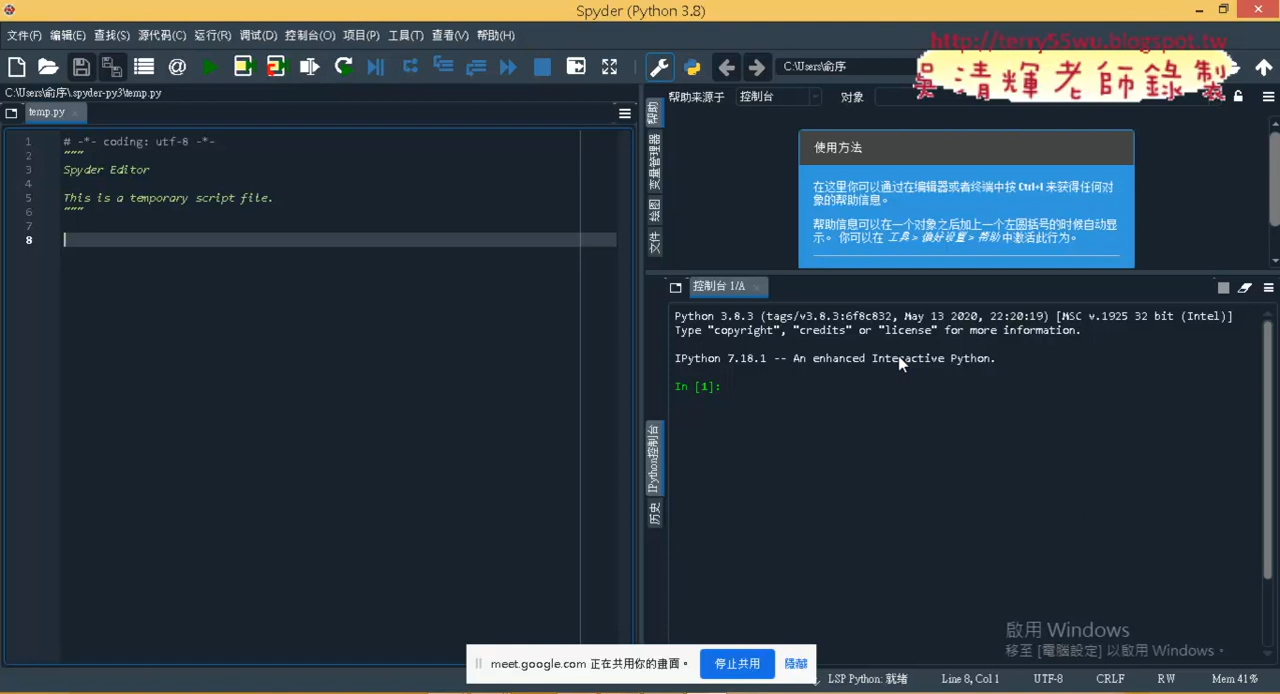 Spyder (Python 3.8)
文件(F) 编辑(E) 查找(S) 源代码(C) 运行(R) 调试(D) 控制台(O) 项目(P) 工具(T) 查看(V) 帮助(H)
http://terry55wu.blogspot.tw
吳清輝老師錄製
C:\Users\俞序
C:\Users\俞序\.spyder-py3\temp.py
temp.py
帮助来源于 控制台 对象
1 # -*- coding: utf-8 -*-
2 """
3 Spyder Editor
4
5 This is a temporary script file.
6 """
7
8
帮助
变量管理器
绘图
文件
使用方法
在这里你可以通过在编辑器或者终端中按 Ctrl+I 来获得任何对
象的帮助信息。
帮助信息可以在一个对象之后加上一个左圆括号的时候自动显
示。 你可以在 工具 > 偏好设置 > 帮助 中激活此行为。
控制台 1/A
Python 3.8.3 (tags/v3.8.3:6f8c832, May 13 2020, 22:20:19) [MSC v.1925 32 bit (Intel)]
Type "copyright", "credits" or "license" for more information.
IPython 7.18.1 -- An enhanced Interactive Python.
In [1]:
IPython控制台
历史
啟用 Windows
移至 [電腦設定] 以啟用 Windows。
meet.google.com 正在共用你的畫面。 停止共用 隱藏
LSP Python: 就绪 Line 8, Col 1 UTF-8 CRLF RW Mem 41%